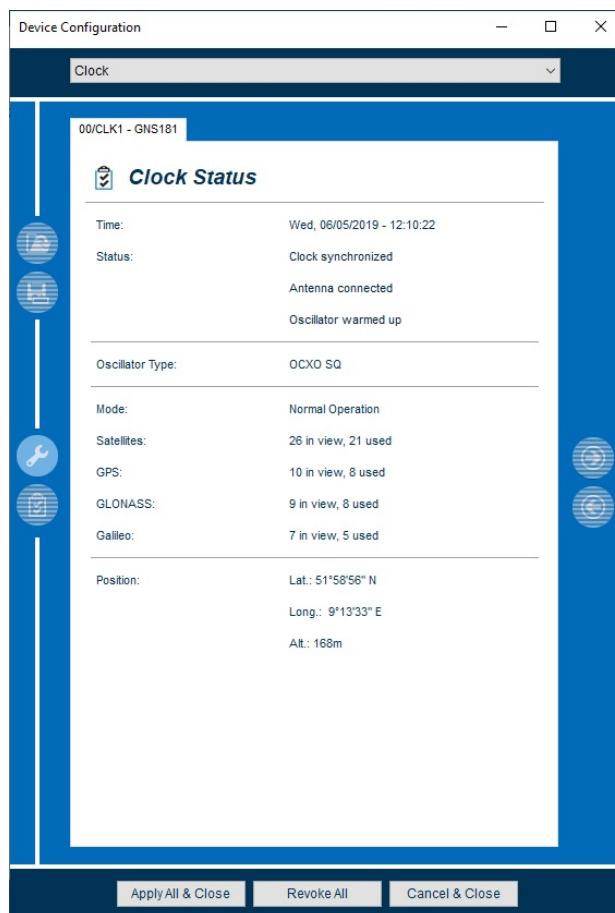 Device Configuration
Clock
00/CLK1 - GNS181
Clock Status
Time: Wed, 06/05/2019 - 12:10:22
Status: Clock synchronized
Antenna connected
Oscillator warmed up
Oscillator Type: OCXO SQ
Mode: Normal Operation
Satellites: 26 in view, 21 used
GPS: 10 in view, 8 used
GLONASS: 9 in view, 8 used
Galileo: 7 in view, 5 used
Position: Lat.: 51°58'56" N
Long.: 9°13'33" E
Alt.: 168m
Apply All & Close Revoke All Cancel & Close